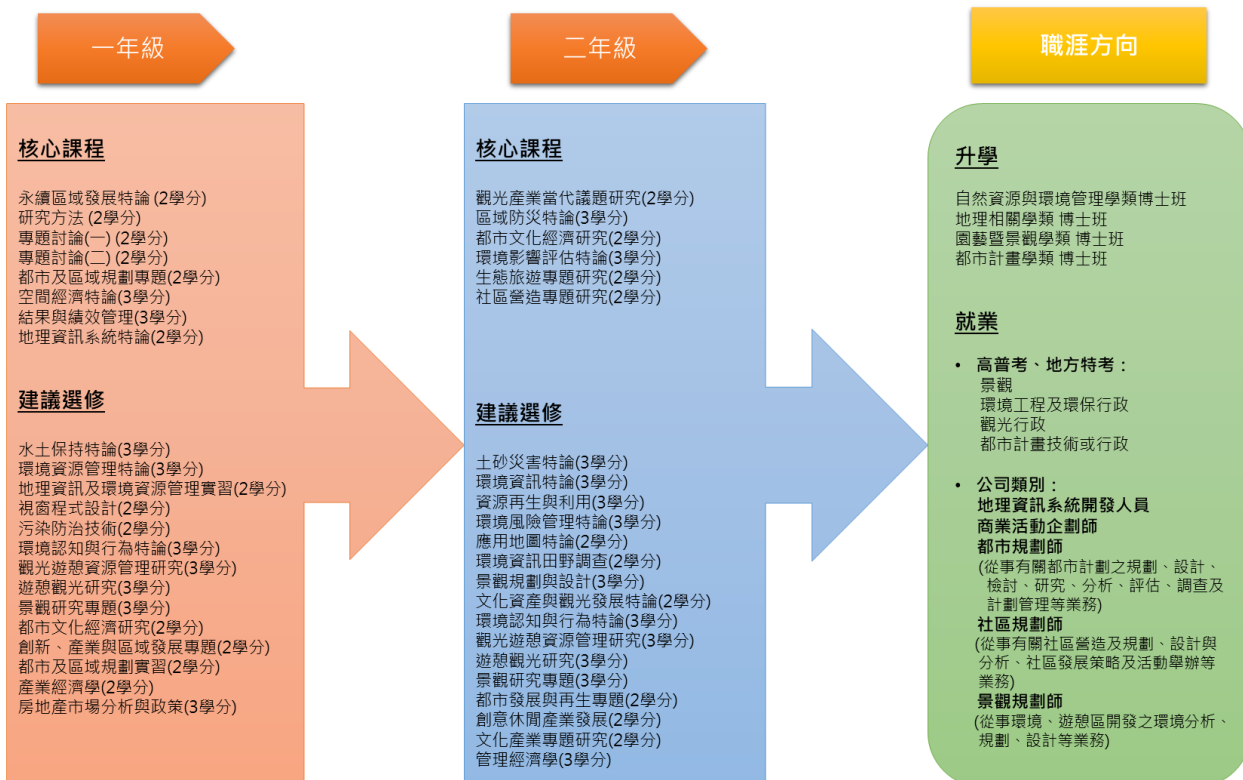 一年級
核心課程
永續區域發展特論 (2學分)
研究方法 (2學分)
專題討論(一) (2學分)
專題討論(二) (2學分)
都市及區域規劃專題(2學分)
空間經濟特論(3學分)
結果與績效管理(3學分)
地理資訊系統特論(2學分)
建議選修
水土保持特論(3學分)
環境資源管理特論(3學分)
地理資訊及環境資源管理實習(2學分)
視窗程式設計(2學分)
污染防治技術(2學分)
環境認知與行為特論(3學分)
觀光遊憩資源管理研究(3學分)
遊憩觀光研究(3學分)
景觀研究專題(3學分)
都市文化經濟研究(2學分)
創新、產業與區域發展專題(2學分)
都市及區域規劃實習(2學分)
產業經濟學(2學分)
房地產市場分析與政策(3學分)
二年級
核心課程
觀光產業當代議題研究(2學分)
區域防災特論(3學分)
都市文化經濟研究(2學分)
環境影響評估特論(3學分)
生態旅遊專題研究(2學分)
社區營造專題研究(2學分)
建議選修
土砂災害特論(3學分)
環境資訊特論(3學分)
資源再生與利用(3學分)
環境風險管理特論(3學分)
應用地圖特論(2學分)
環境資訊田野調查(2學分)
景觀規劃與設計(3學分)
文化資產與觀光發展特論(2學分)
環境認知與行為特論(3學分)
觀光遊憩資源管理研究(3學分)
遊憩觀光研究(3學分)
景觀研究專題(3學分)
都市發展與再生專題(2學分)
創意休閒產業發展(2學分)
文化產業專題研究(2學分)
管理經濟學(3學分)
職涯方向
升學
自然資源與環境管理學類博士班
地理相關學類 博士班
園藝暨景觀學類 博士班
都市計畫學類 博士班
就業
• 高普考、地方特考：
景觀
環境工程及環保行政
觀光行政
都市計畫技術或行政
• 公司類別：
地理資訊系統開發人員
商業活動企劃師
都市規劃師
(從事有關都市計劃之規劃、設計、
檢討、研究、分析、評估、調查及
計劃管理等業務)
社區規劃師
(從事有關社區營造及規劃、設計與
分析、社區發展策略及活動舉辦等
業務)
景觀規劃師
(從事環境、遊憩區開發之環境分析、
規劃、設計等業務)